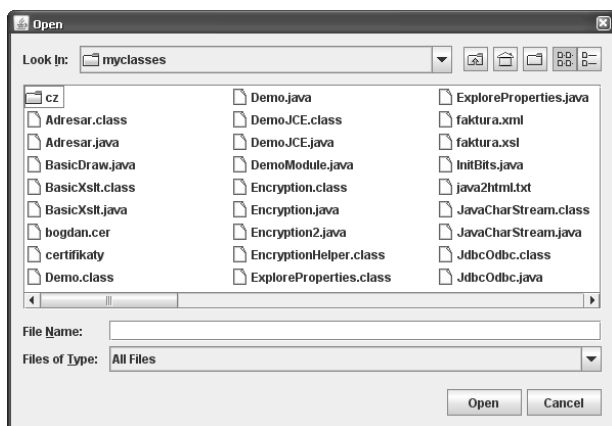 Open
Look In: myclasses
cz Demo.java ExploreProperties.java
Adresar.class DemoJCE.class faktura.xml
Adresar.java DemoJCE.java faktura.xsl
BasicDraw.java DemoModule.java InitBits.java
BasicXslt.class Encryption.class java2html.txt
BasicXslt.java Encryption.java JavaCharStream.class
bogdan.cer Encryption2.java JavaCharStream.java
certifikaty EncryptionHelper.class JdbcOdbc.class
Demo.class ExploreProperties.class JdbcOdbc.java
File Name:
Files of Type: All Files
Open Cancel